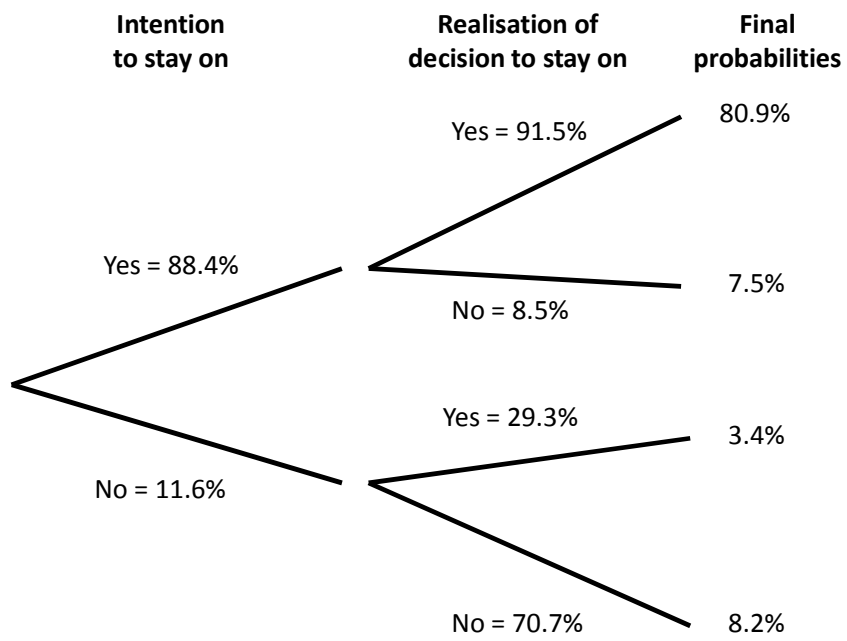 Intention
to stay on
Realisation of
decision to stay on
Final
probabilities
Yes = 91.5%
80.9%
Yes = 88.4%
7.5%
No = 8.5%
Yes = 29.3%
3.4%
No = 11.6%
No = 70.7%
8.2%